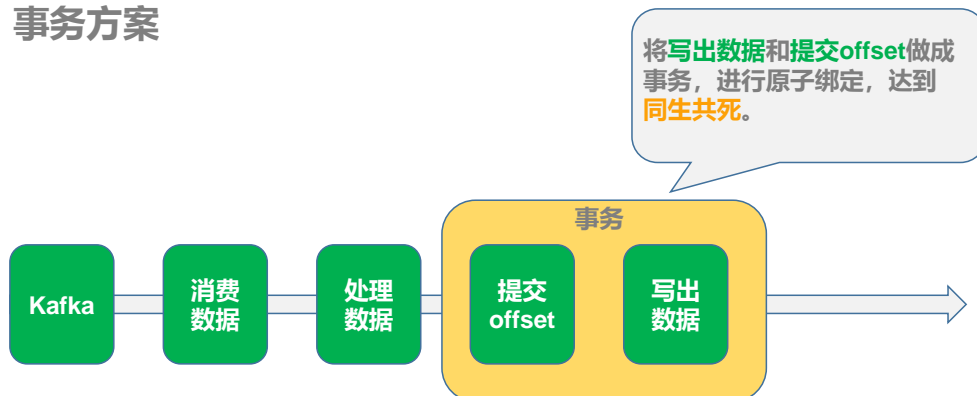 事务方案
将写出数据和提交offset做成
事务，进行原子绑定，达到
同生共死。
事务
Kafka
消费
数据
处理
数据
提交
offset
写出
数据